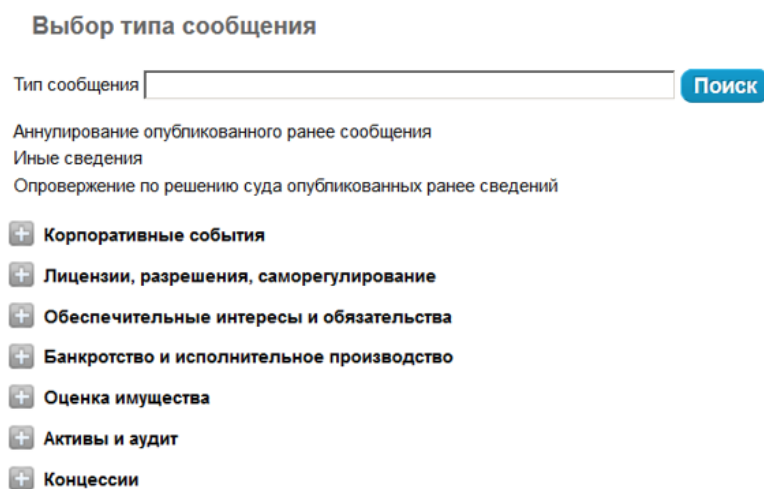 Выбор типа сообщения
Тип сообщения Поиск
Аннулирование опубликованного ранее сообщения
Иные сведения
Опровержение по решению суда опубликованных ранее сведений
Корпоративные события
Лицензии, разрешения, саморегулирование
Обеспечительные интересы и обязательства
Банкротство и исполнительное производство
Оценка имущества
Активы и аудит
Концессии